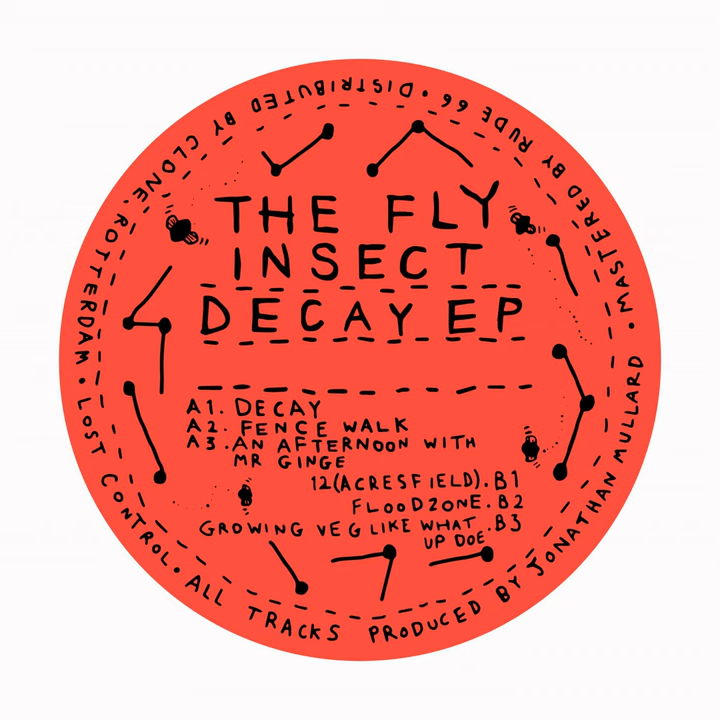 THE FLY
INSECT
DECAY EP
A1. DECAY
A2. FENCE WALK
A3. AN AFTERNOON WITH
MR GINGE
12(ACRESFIELD). B1
FLOODZONE. B2
GROWING VEG LIKE WHAT .B3
UP DOE
LOST CONTROL. ALL TRACKS PRODUCED BY JONATHAN MULLARD • MASTERED BY RUDE 66 • DISTRIBUTED BY CLONE, ROTTERDAM •